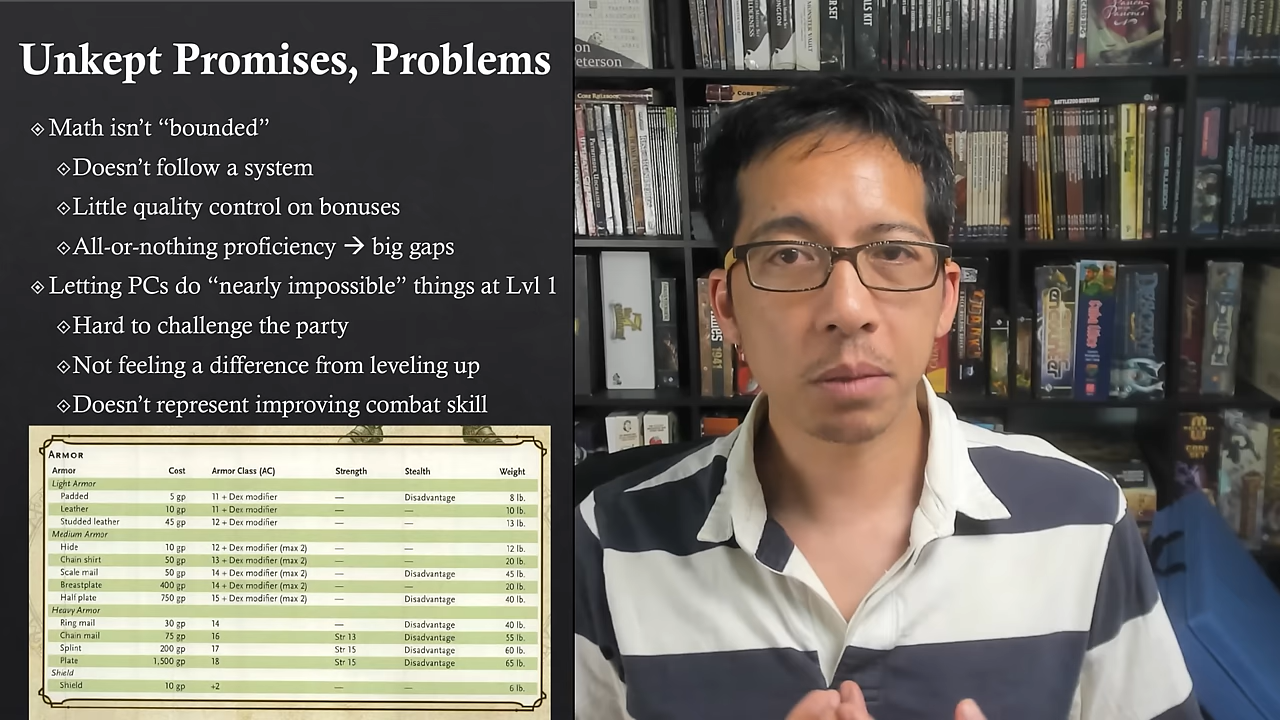 Unkept Promises, Problems
Math isn't “bounded”
Doesn't follow a system
Little quality control on bonuses
All-or-nothing proficiency → big gaps
Letting PCs do “nearly impossible” things at Lvl 1
Hard to challenge the party
Not feeling a difference from leveling up
Doesn't represent improving combat skill
ARMOR
Armor Cost Armor Class (AC) Strength Stealth Weight
Light Armor
Padded 5 gp 11 + Dex modifier — Disadvantage 8 lb.
Leather 10 gp 11 + Dex modifier — — 10 lb.
Studded leather 45 gp 12 + Dex modifier — — 13 lb.
Medium Armor
Hide 10 gp 12 + Dex modifier (max 2) — — 12 lb.
Chain shirt 50 gp 13 + Dex modifier (max 2) — — 20 lb.
Scale mail 50 gp 14 + Dex modifier (max 2) — Disadvantage 45 lb.
Breastplate 400 gp 14 + Dex modifier (max 2) — — 20 lb.
Half plate 750 gp 15 + Dex modifier (max 2) — Disadvantage 40 lb.
Heavy Armor
Ring mail 30 gp 14 — Disadvantage 40 lb.
Chain mail 75 gp 16 Str 13 Disadvantage 55 lb.
Splint 200 gp 17 Str 15 Disadvantage 60 lb.
Plate 1,500 gp 18 Str 15 Disadvantage 65 lb.
Shield
Shield 10 gp +2 — — 6 lb.
eterson
MONSTER VAULT
CORE RULEBOOK
1941